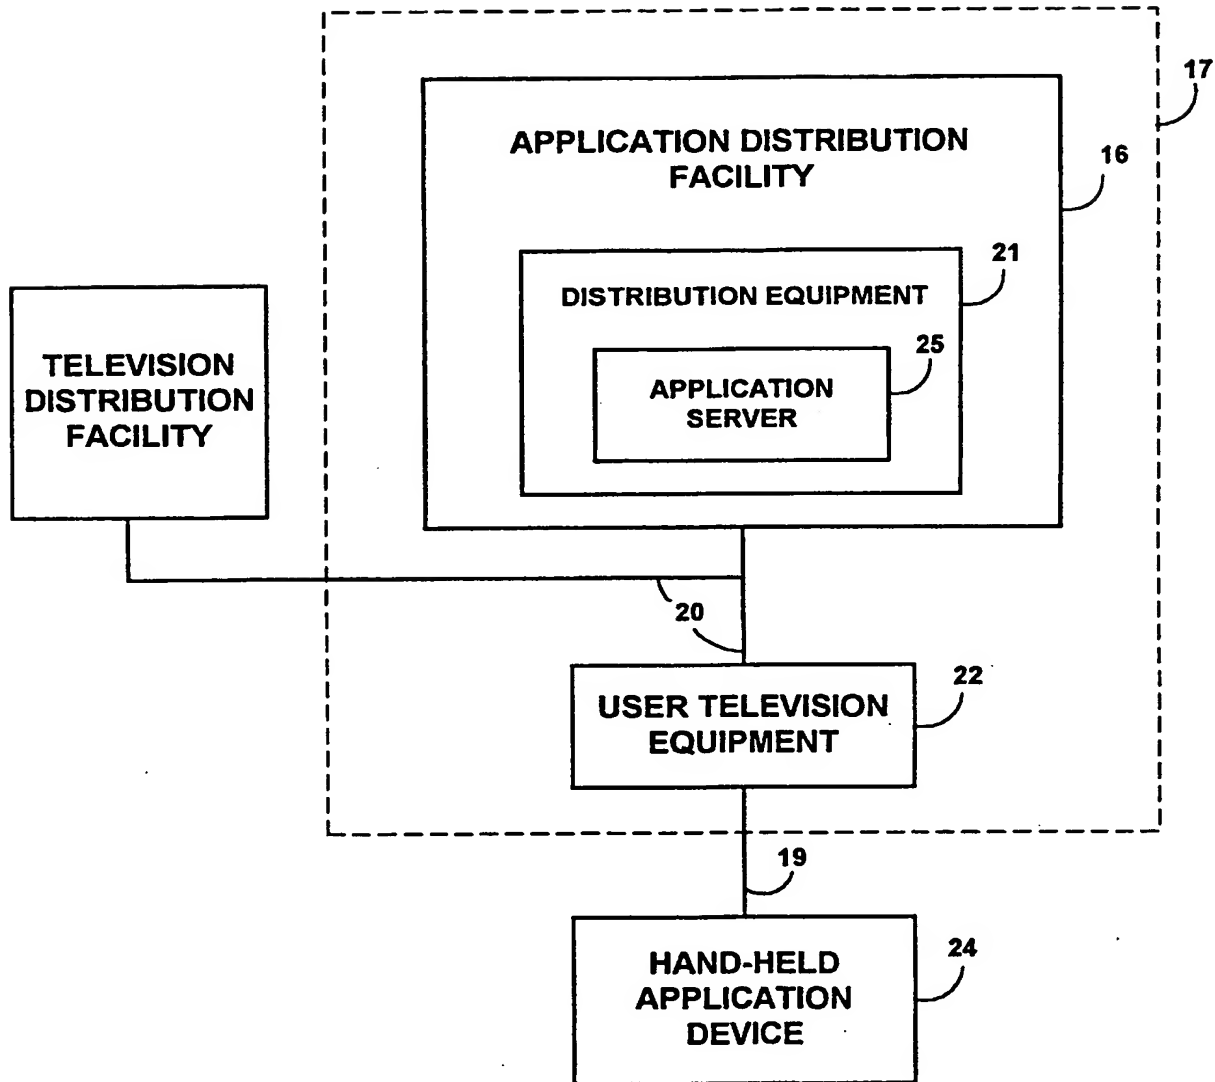 17
APPLICATION DISTRIBUTION
FACILITY
16
21
DISTRIBUTION EQUIPMENT
25
APPLICATION
SERVER
TELEVISION
DISTRIBUTION
FACILITY
20
22
USER TELEVISION
EQUIPMENT
19
24
HAND-HELD
APPLICATION
DEVICE